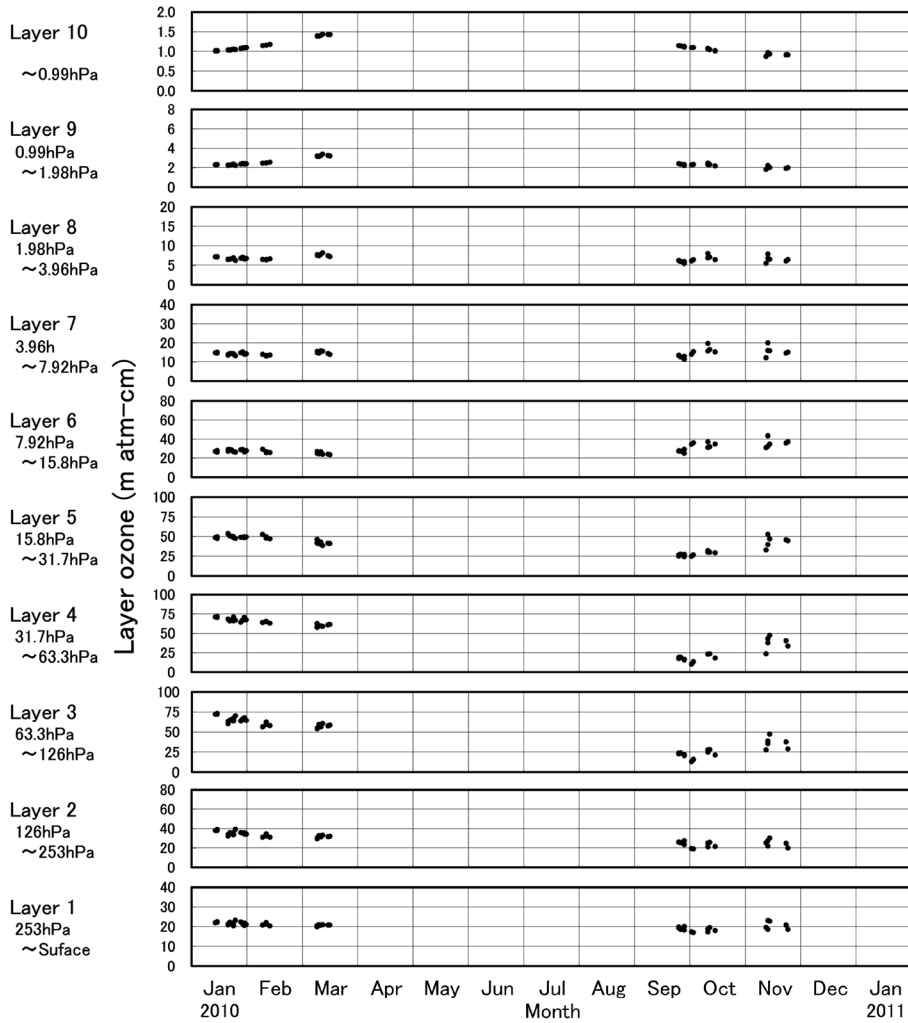 Layer 10
～0.99hPa
2.0
1.5
1.0
0.5
0.0
Layer 9
0.99hPa
～1.98hPa
8
6
4
2
0
Layer 8
1.98hPa
～3.96hPa
20
15
10
5
0
Layer 7
3.96h
～7.92hPa
40
30
20
10
0
Layer 6
7.92hPa
～15.8hPa
80
60
40
20
0
Layer 5
15.8hPa
～31.7hPa
100
75
50
25
0
Layer 4
31.7hPa
～63.3hPa
100
75
50
25
0
Layer 3
63.3hPa
～126hPa
100
75
50
25
0
Layer 2
126hPa
～253hPa
80
60
40
20
0
Layer 1
253hPa
～Suface
40
30
20
10
0
Layer ozone (m atm-cm)
Jan Feb Mar Apr May Jun Jul Aug Sep Oct Nov Dec Jan
2010 Month 2011